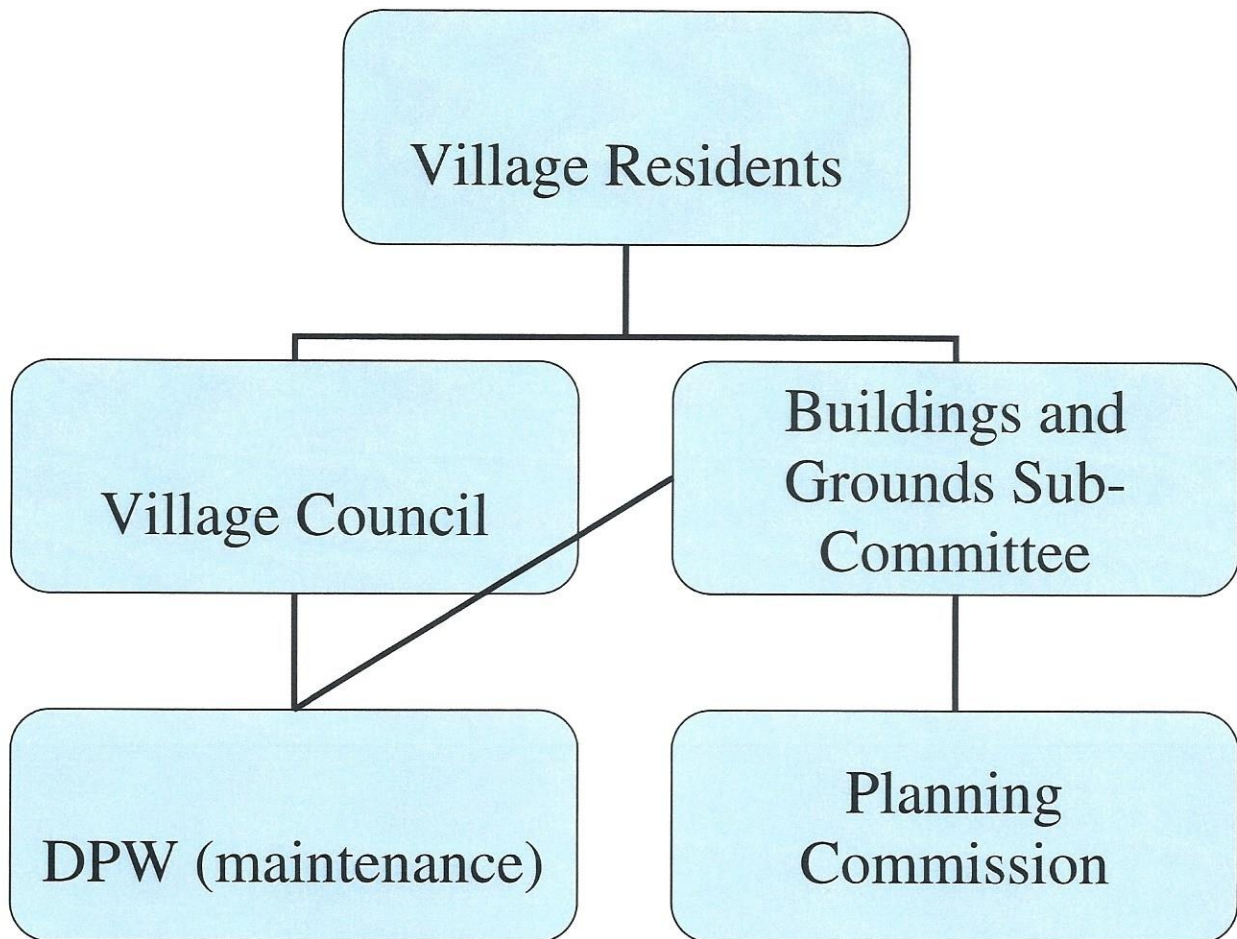 Village Residents
Village Council
Buildings and
Grounds Sub-
Committee
DPW (maintenance)
Planning
Commission